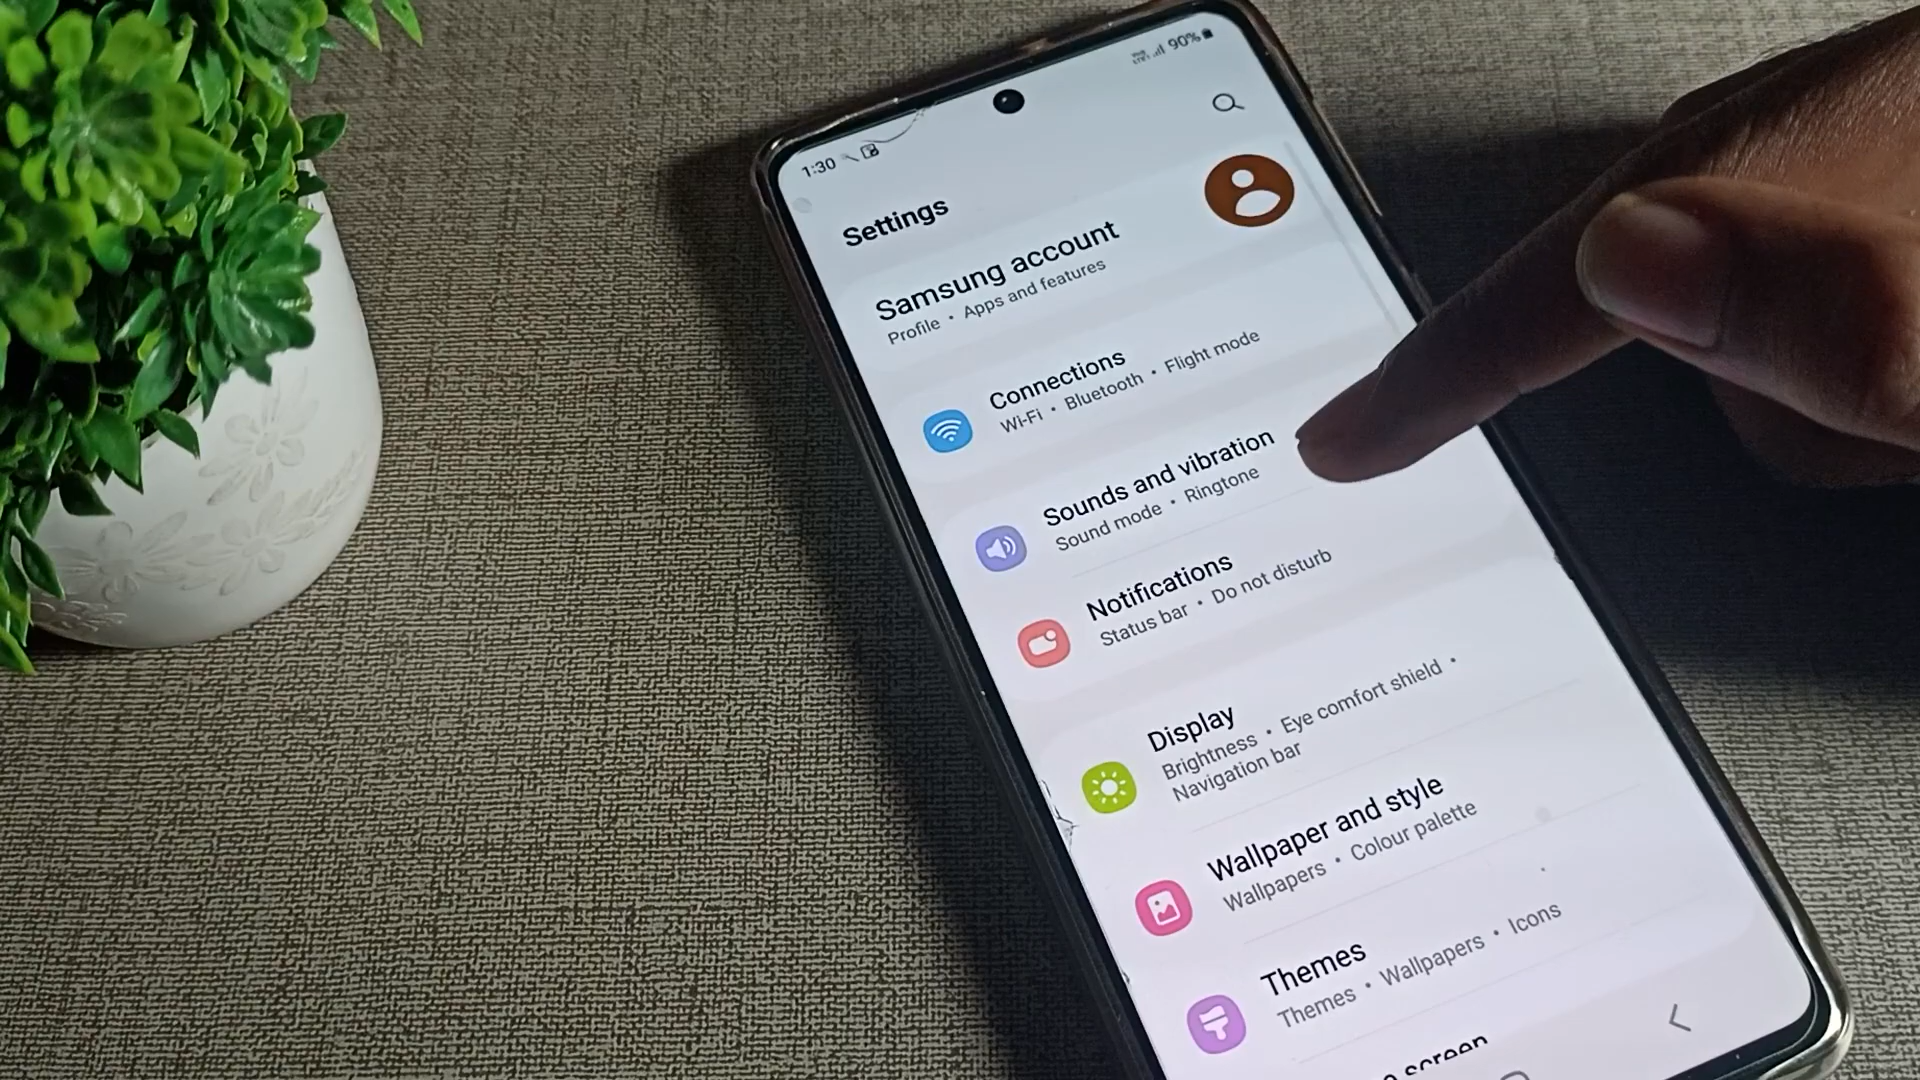 1:30
VoLTE 90%
Settings
Samsung account
Profile • Apps and features
Connections
Wi-Fi • Bluetooth • Flight mode
Sounds and vibration
Sound mode • Ringtone
Notifications
Status bar • Do not disturb
Display
Brightness • Eye comfort shield •
Navigation bar
Wallpaper and style
Wallpapers • Colour palette
Themes
Themes • Wallpapers • Icons
screen